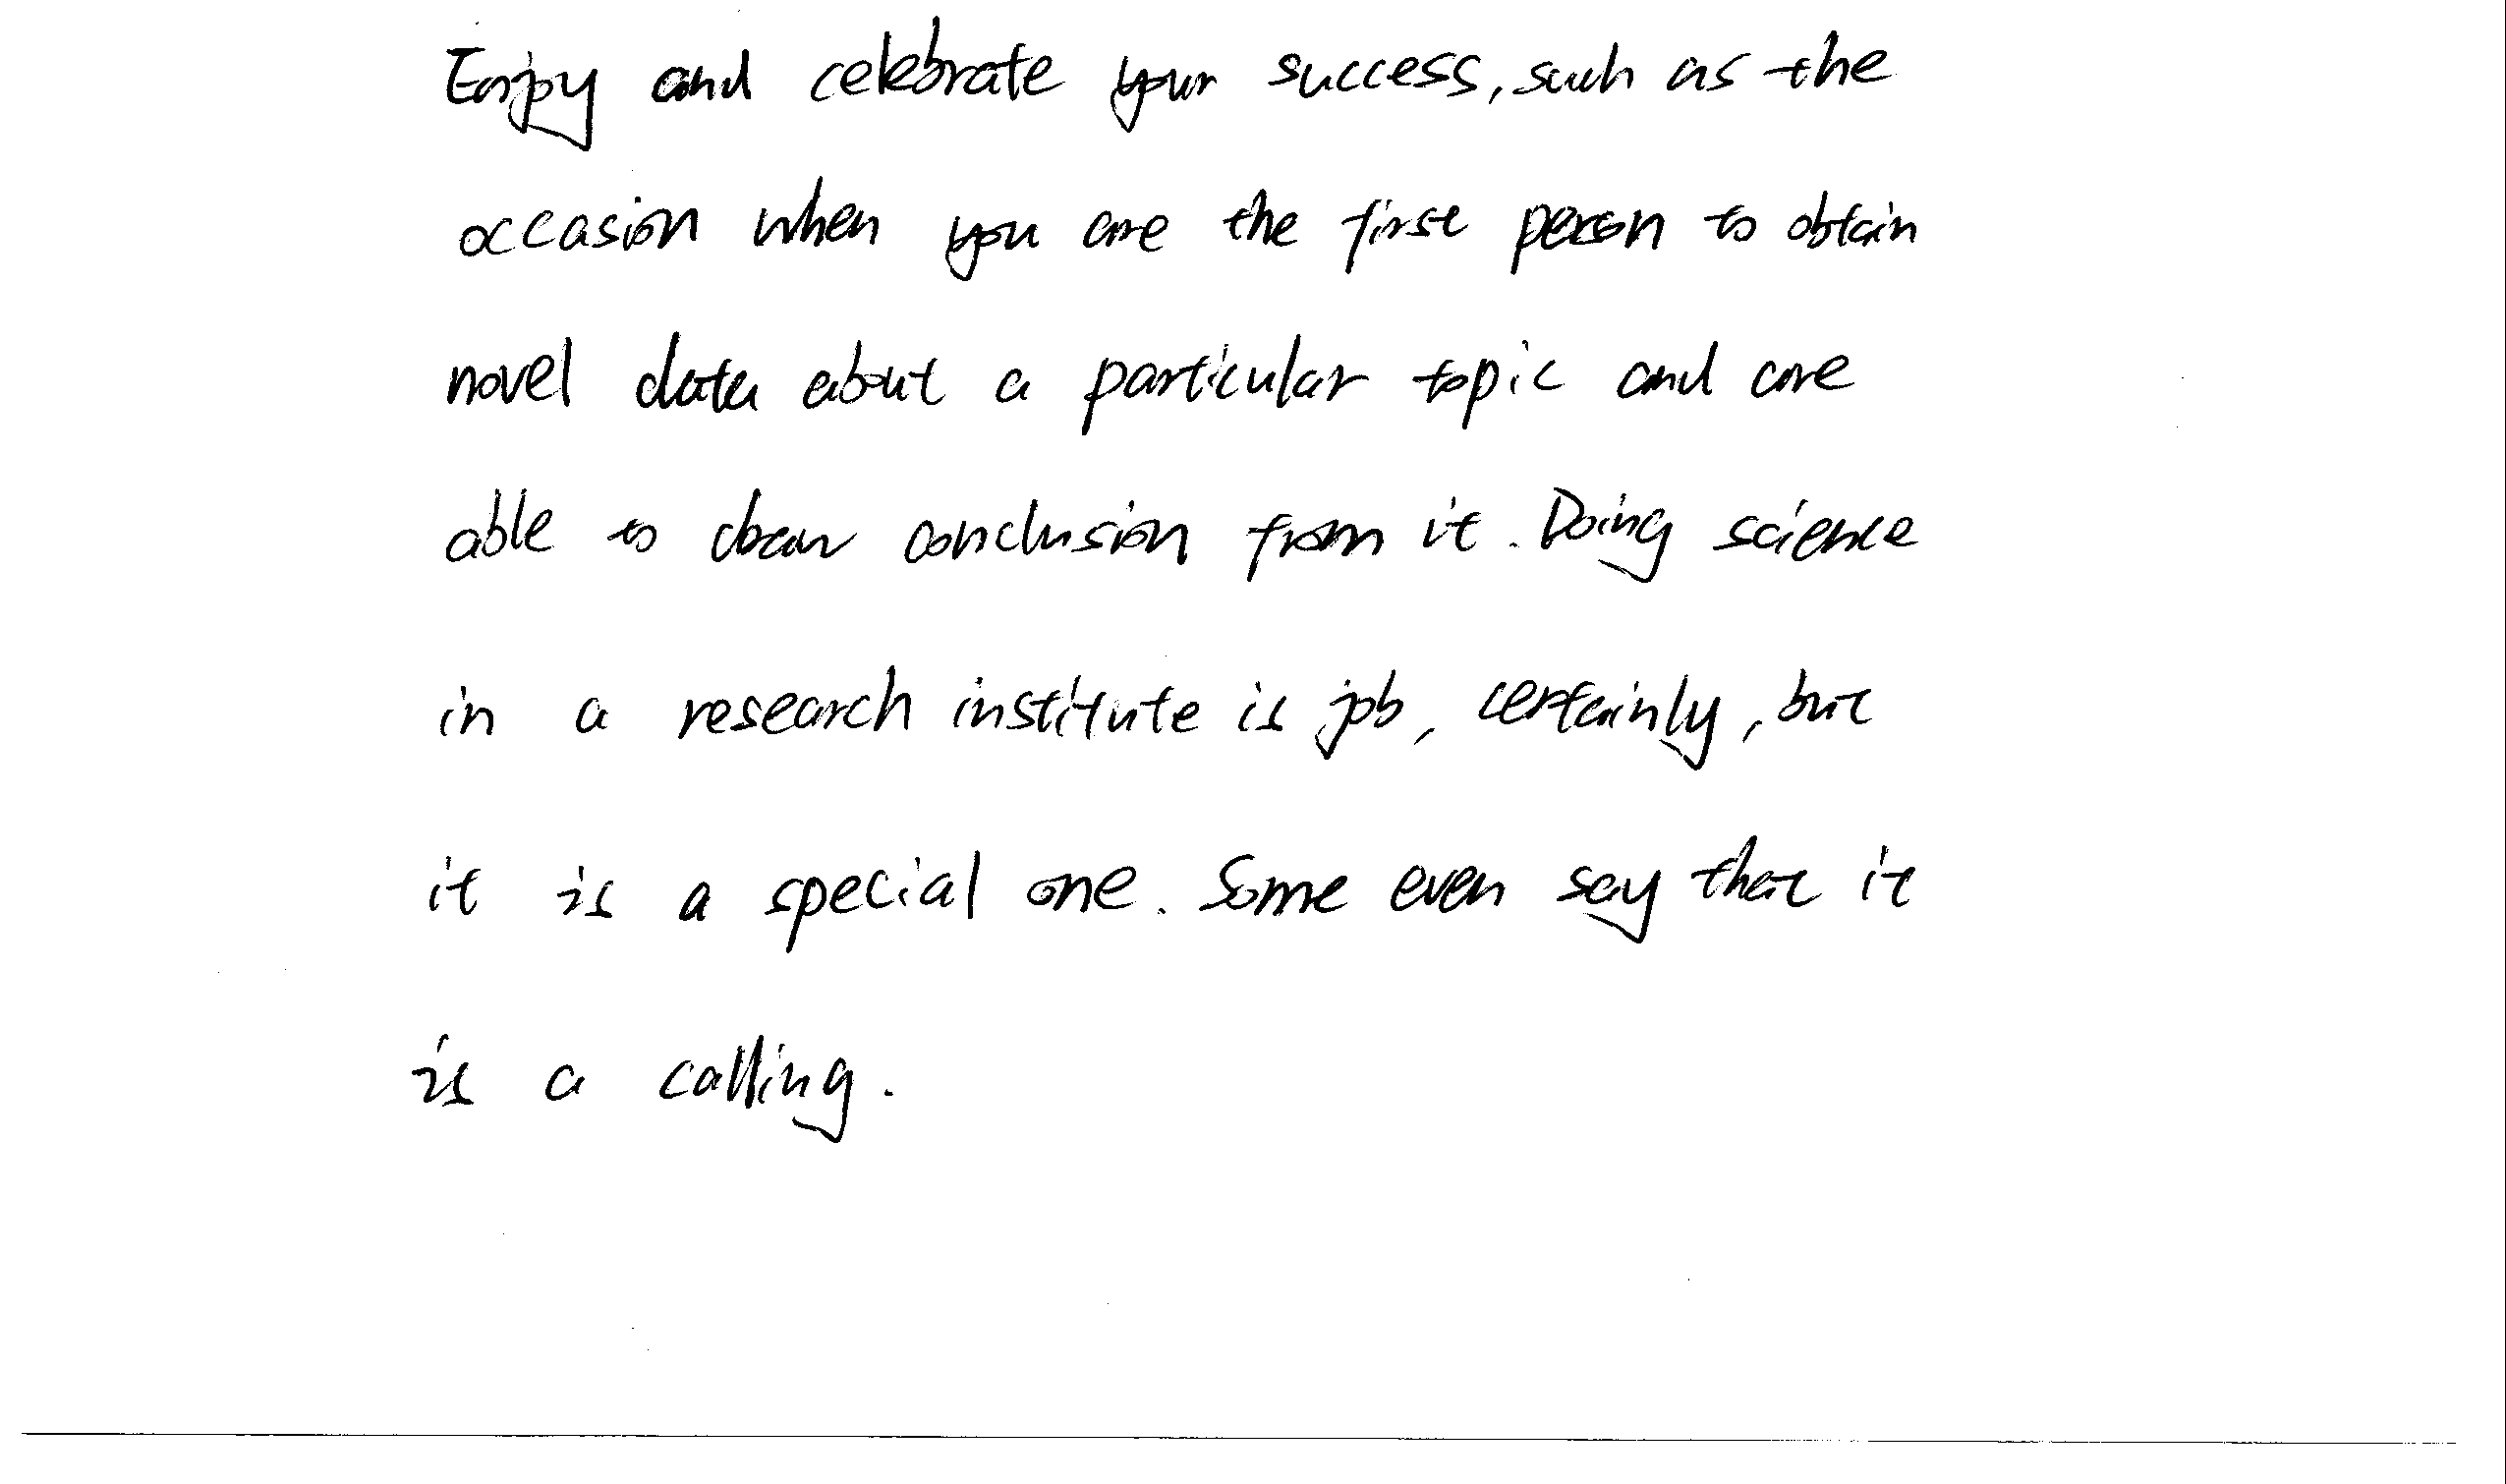 Enjoy and celebrate your success, such as the
occasion when you are the first person to obtain
novel data about a particular topic and are
able to draw conclusion from it. Doing science
in a research institute is job, certainly, but
it is a special one. Some even say that it
is a calling.